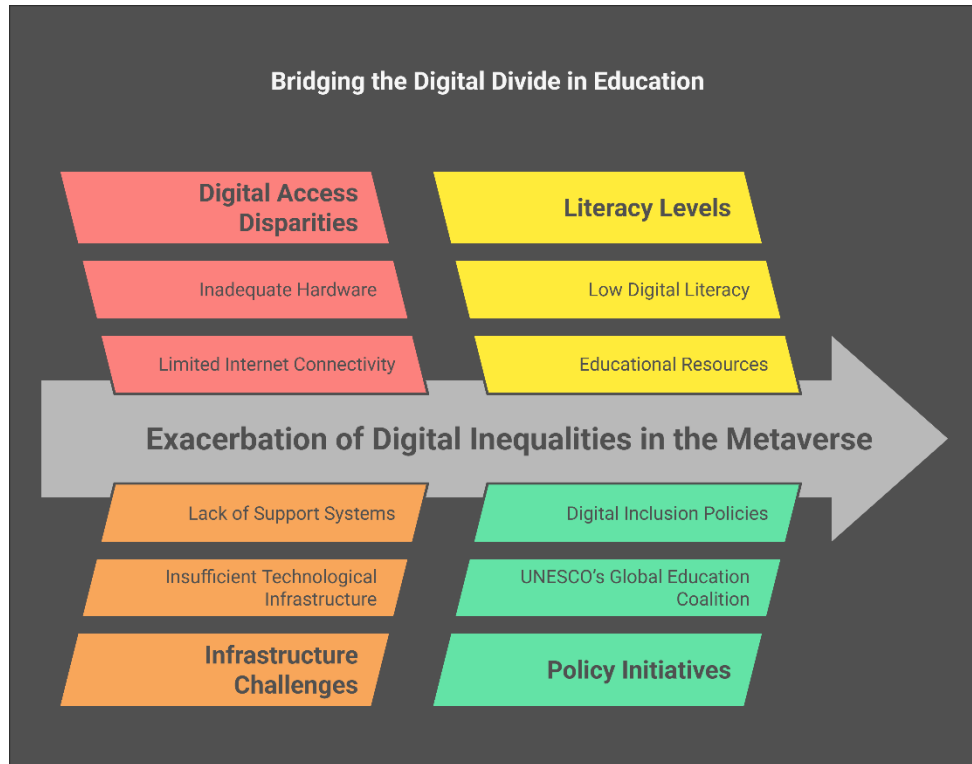 Bridging the Digital Divide in Education
Digital Access
Disparities
Inadequate Hardware
Limited Internet Connectivity
Literacy Levels
Low Digital Literacy
Educational Resources
Exacerbation of Digital Inequalities in the Metaverse
Lack of Support Systems
Insufficient Technological
Infrastructure
Infrastructure
Challenges
Digital Inclusion Policies
UNESCO's Global Education
Coalition
Policy Initiatives